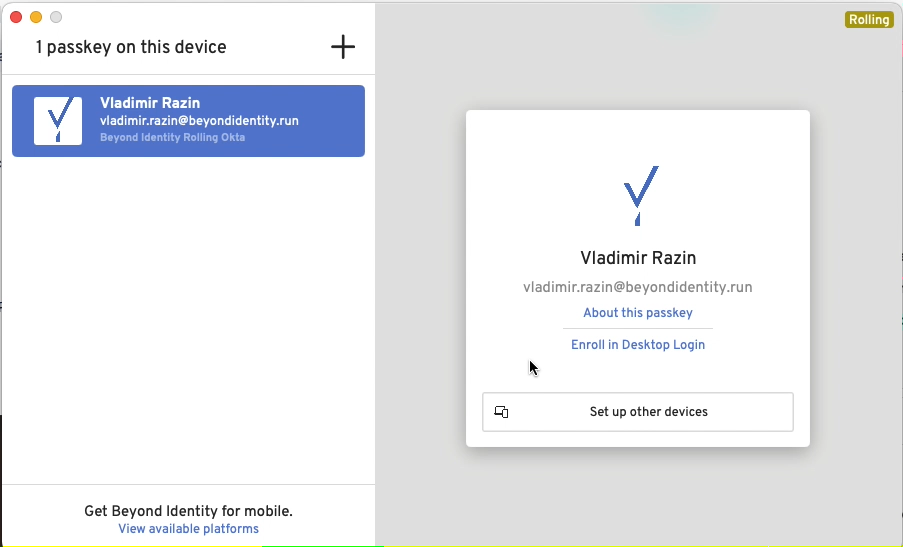 1 passkey on this device
Vladimir Razin
vladimir.razin@beyondidentity.run
Beyond Identity Rolling Okta
Get Beyond Identity for mobile.
View available platforms
Rolling
Vladimir Razin
vladimir.razin@beyondidentity.run
About this passkey
Enroll in Desktop Login
Set up other devices